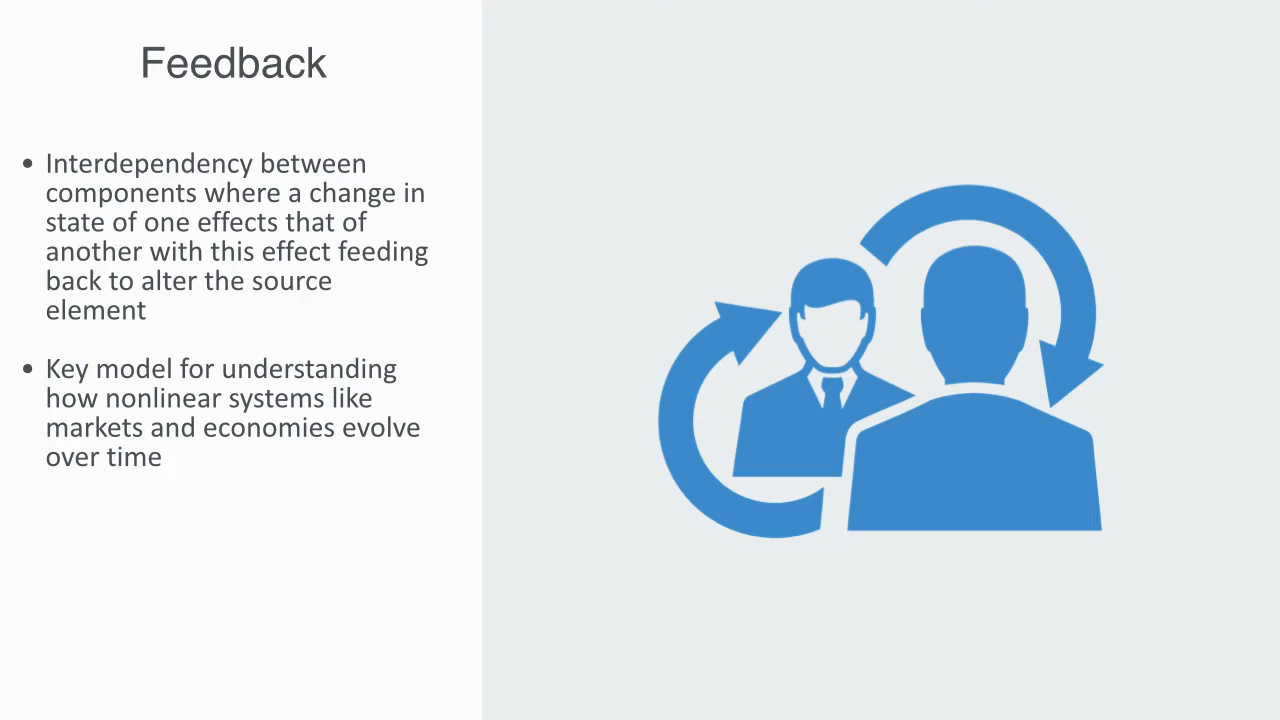 Feedback
• Interdependency between
components where a change in
state of one effects that of
another with this effect feeding
back to alter the source
element
• Key model for understanding
how nonlinear systems like
markets and economies evolve
over time